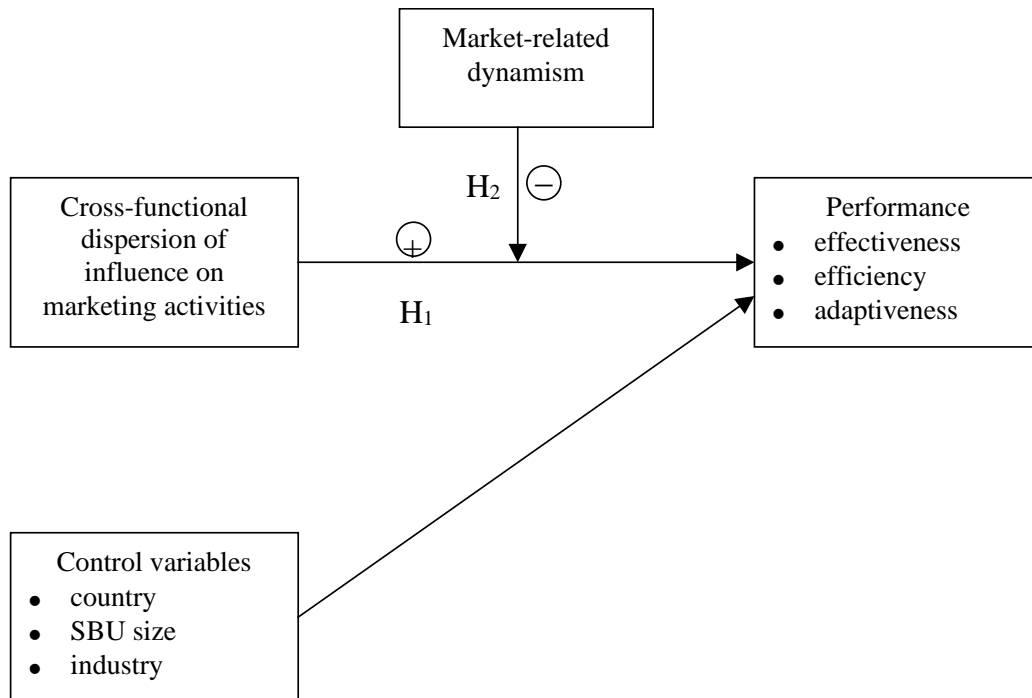 Market-related
dynamism
H₂ −
Cross-functional
dispersion of
influence on
marketing activities
+
H₁
Performance
• effectiveness
• efficiency
• adaptiveness
Control variables
• country
• SBU size
• industry